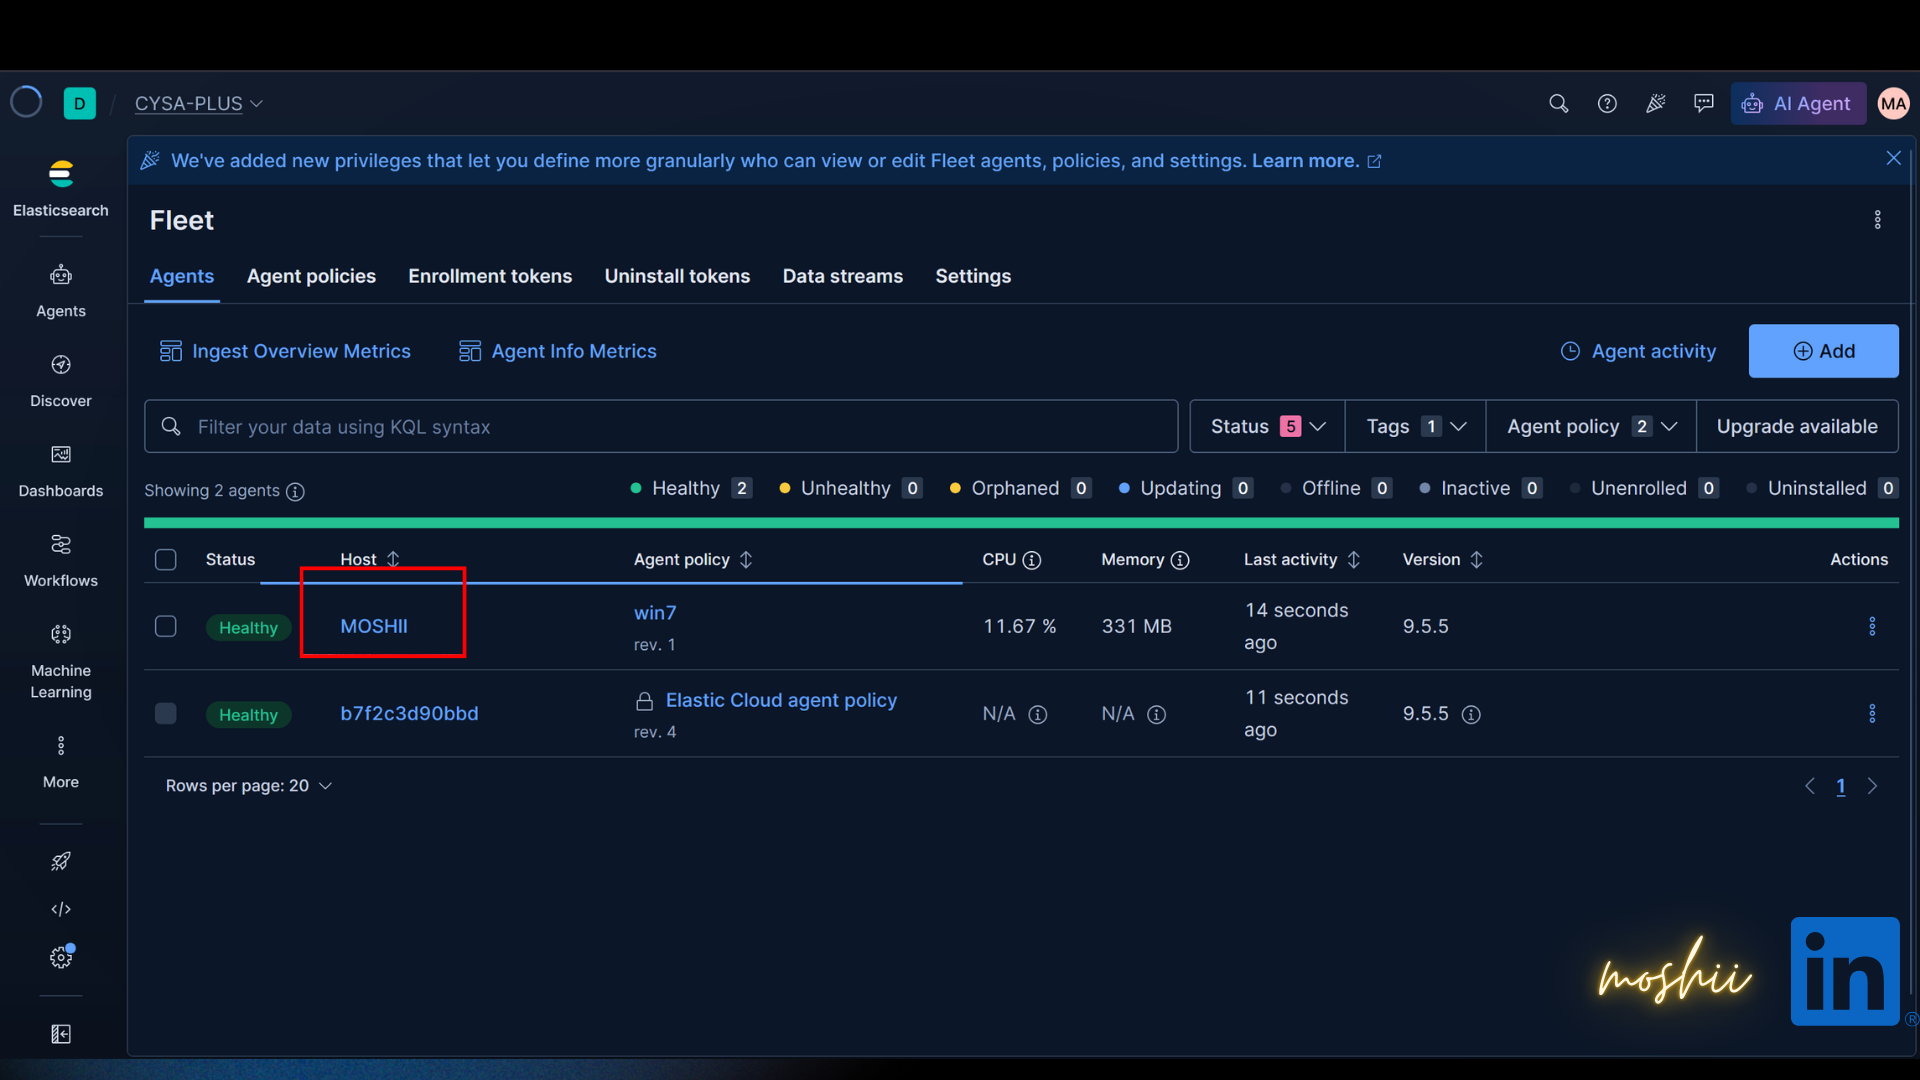 D / CYSA-PLUS
AI Agent
MA
We've added new privileges that let you define more granularly who can view or edit Fleet agents, policies, and settings. Learn more.
Elasticsearch
Agents
Discover
Dashboards
Workflows
Machine
Learning
More
Fleet
Agents Agent policies Enrollment tokens Uninstall tokens Data streams Settings
Ingest Overview Metrics Agent Info Metrics Agent activity Add
Filter your data using KQL syntax Status 5 Tags 1 Agent policy 2 Upgrade available
Showing 2 agents Healthy 2 Unhealthy 0 Orphaned 0 Updating 0 Offline 0 Inactive 0 Unenrolled 0 Uninstalled 0
Status Host Agent policy CPU Memory Last activity Version Actions
Healthy MOSHII win7 11.67 % 331 MB 14 seconds 9.5.5
rev. 1 ago
Healthy b7f2c3d90bbd Elastic Cloud agent policy N/A N/A 11 seconds 9.5.5
rev. 4 ago
Rows per page: 20 1
moshii
in ®